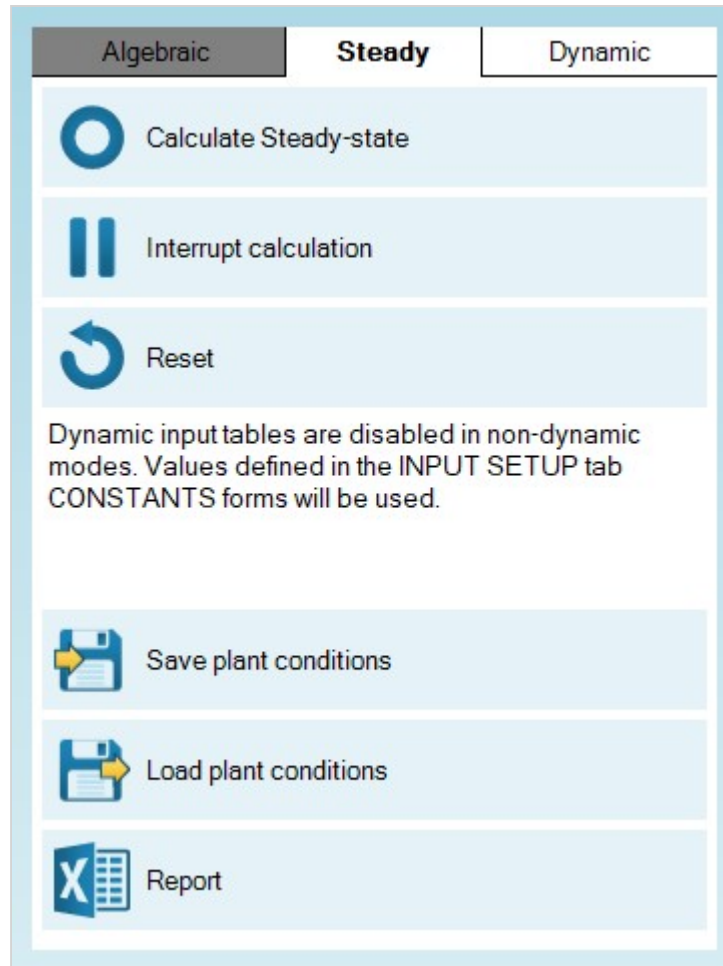 Algebraic Steady Dynamic
Calculate Steady-state
Interrupt calculation
Reset
Dynamic input tables are disabled in non-dynamic
modes. Values defined in the INPUT SETUP tab
CONSTANTS forms will be used.
Save plant conditions
Load plant conditions
X
Report